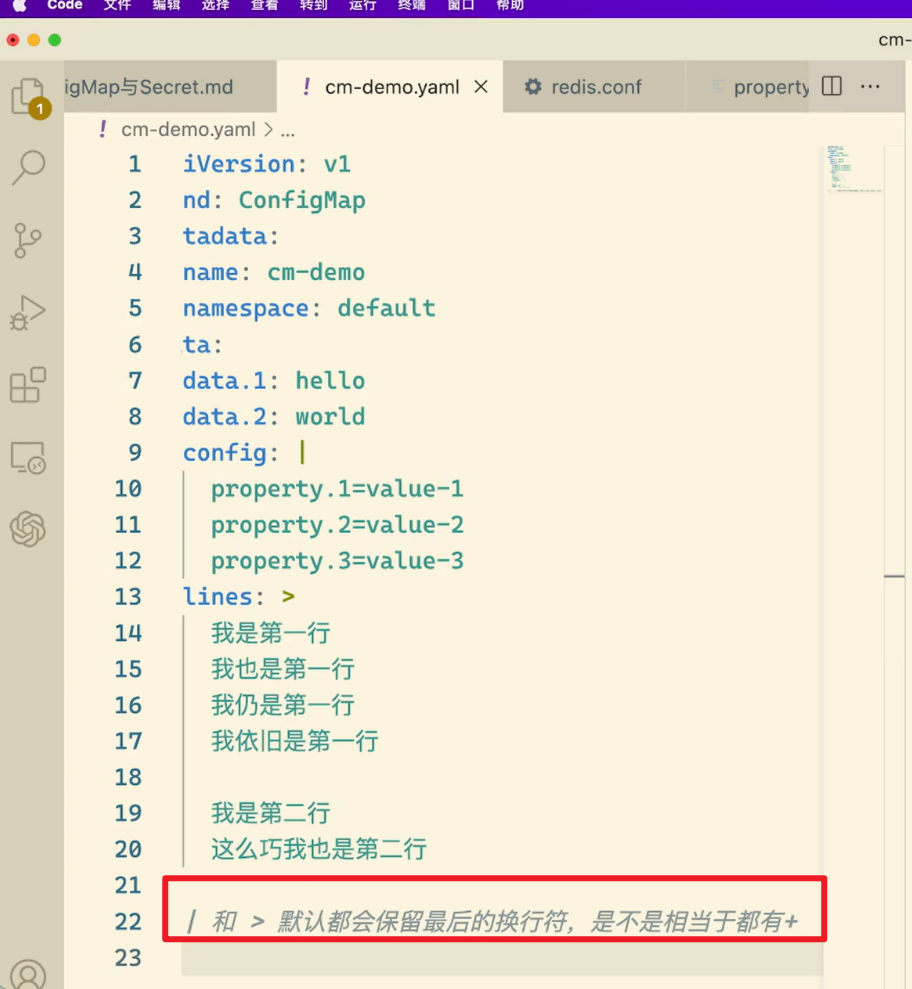 Code 文件 编辑 选择 查看 转到 运行 终端 窗口 帮助
cm-
igMap与Secret.md ! cm-demo.yaml × redis.conf property ...
1
! cm-demo.yaml > ...
1 iVersion: v1
2 nd: ConfigMap
3 tadata:
4 name: cm-demo
5 namespace: default
6 ta:
7 data.1: hello
8 data.2: world
9 config: |
10 property.1=value-1
11 property.2=value-2
12 property.3=value-3
13 lines: >
14 我是第一行
15 我也是第一行
16 我仍是第一行
17 我依旧是第一行
18
19 我是第二行
20 这么巧我也是第二行
21
22 | 和 > 默认都会保留最后的换行符，是不是相当于都有+
23